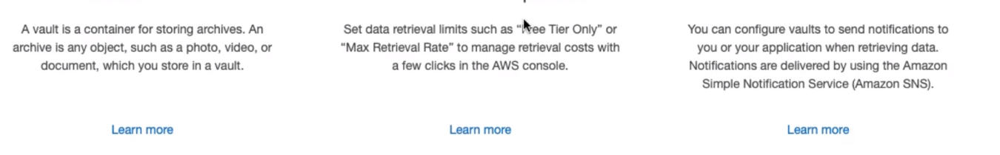 A vault is a container for storing archives. An
archive is any object, such as a photo, video, or
document, which you store in a vault.
Learn more
Set data retrieval limits such as “Free Tier Only” or
“Max Retrieval Rate” to manage retrieval costs with
a few clicks in the AWS console.
Learn more
You can configure vaults to send notifications to
you or your application when retrieving data.
Notifications are delivered by using the Amazon
Simple Notification Service (Amazon SNS).
Learn more